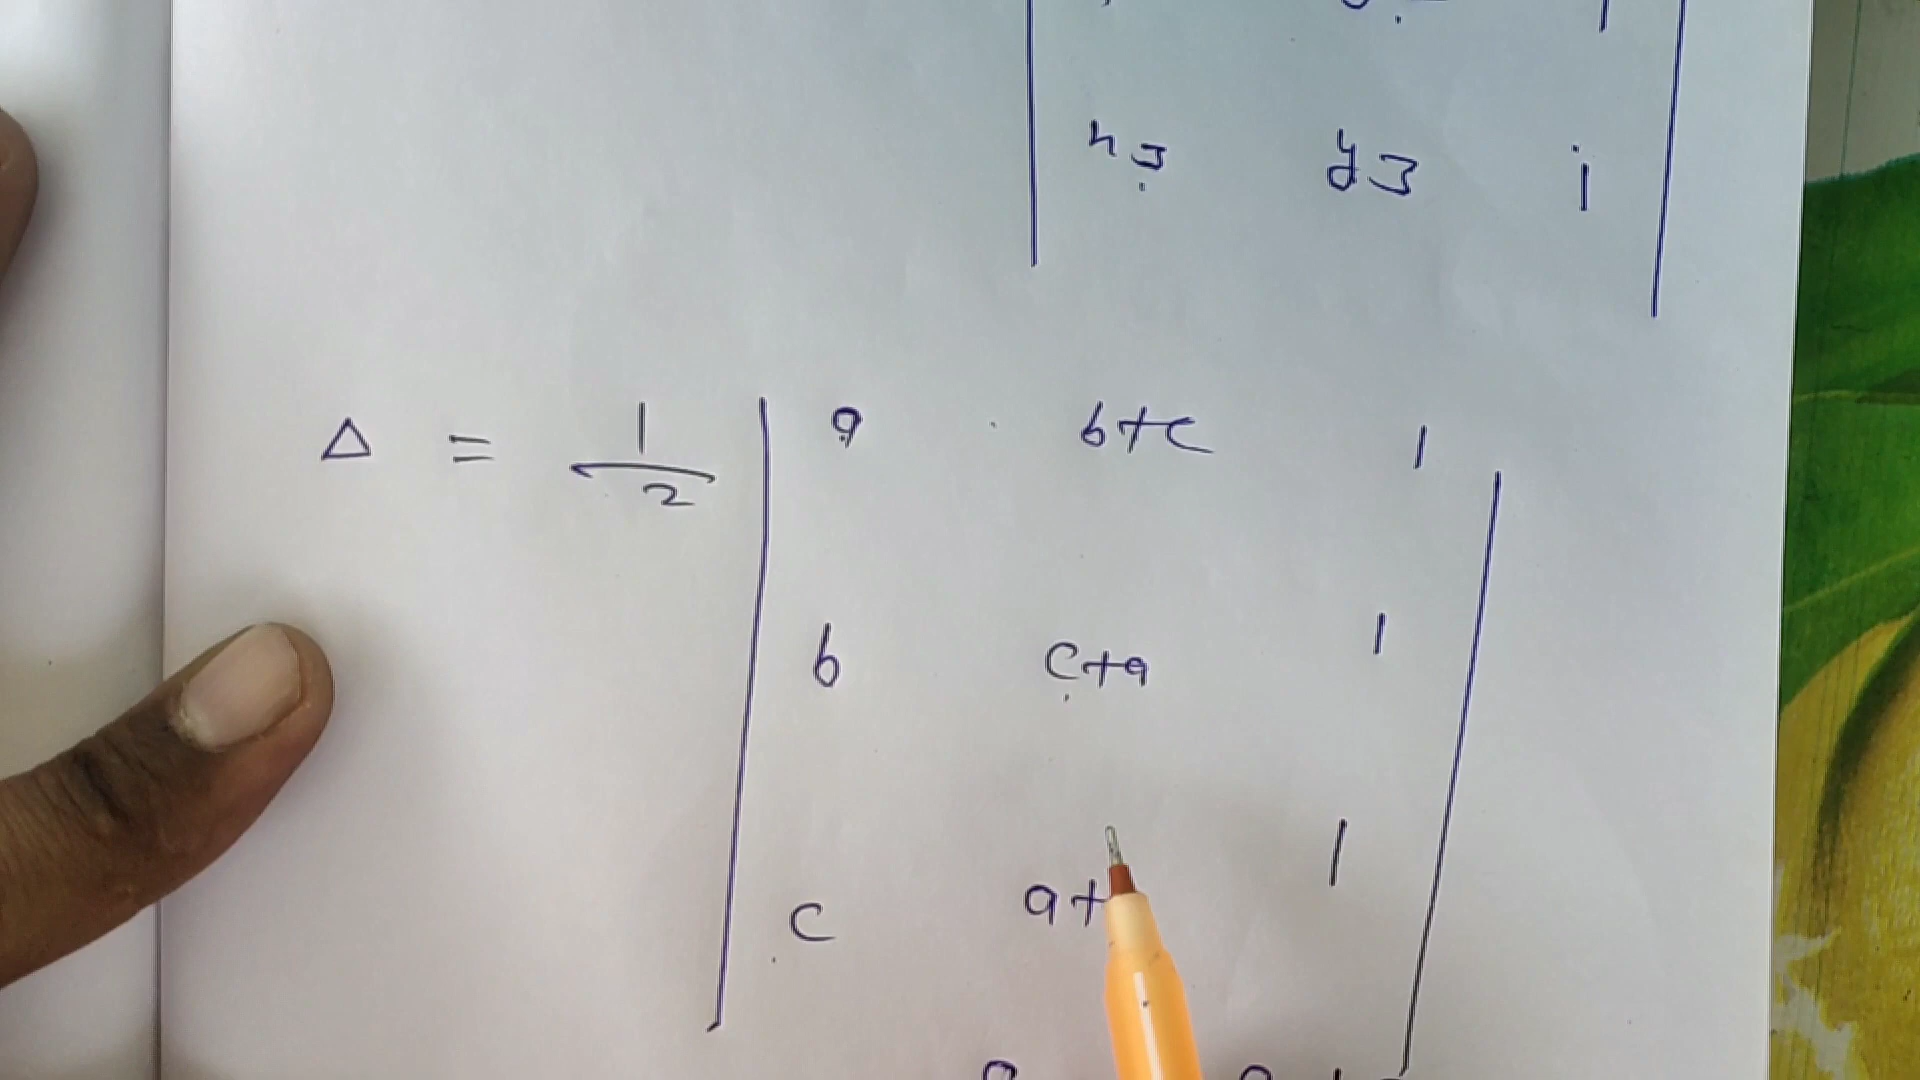 x3 y3 1
Δ = 1/2 | a b+c 1 |
b c+a 1
c a+ 1